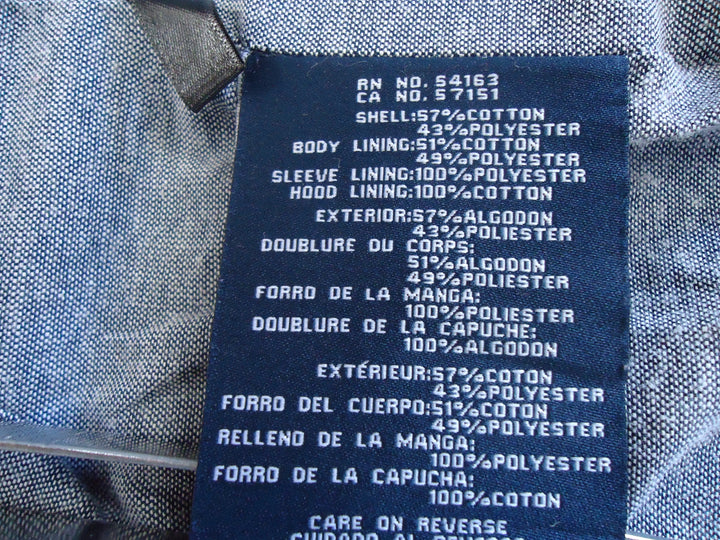 RN NO. 54163
CA NO. 57151
SHELL:57%COTTON
43%POLYESTER
BODY LINING:51%COTTON
49%POLYESTER
SLEEVE LINING:100%POLYESTER
HOOD LINING:100%COTTON
EXTERIOR:57%ALGODON
43%POLIESTER
DOUBLURE DU CORPS:
51%ALGODON
49%POLIESTER
FORRO DE LA MANGA:
100%POLIESTER
DOUBLURE DE LA CAPUCHE:
100%ALGODON
EXTÉRIEUR:57%COTON
43%POLYESTER
FORRO DEL CUERPO:51%COTON
49%POLYESTER
RELLENO DE LA MANGA:
100%POLYESTER
FORRO DE LA CAPUCHA:
100%COTON
CARE ON REVERSE
CUIDADO AL